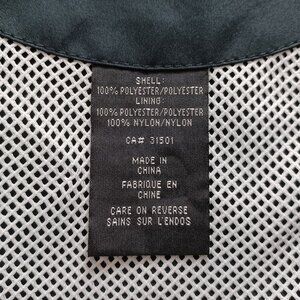 SHELL:
100% POLYESTER/POLYESTER
LINING:
100% POLYESTER/POLYESTER
100% NYLON/NYLON
CA# 31501
MADE IN
CHINA
FABRIQUE EN
CHINE
CARE ON REVERSE
SAINS SUR L'ENDOS